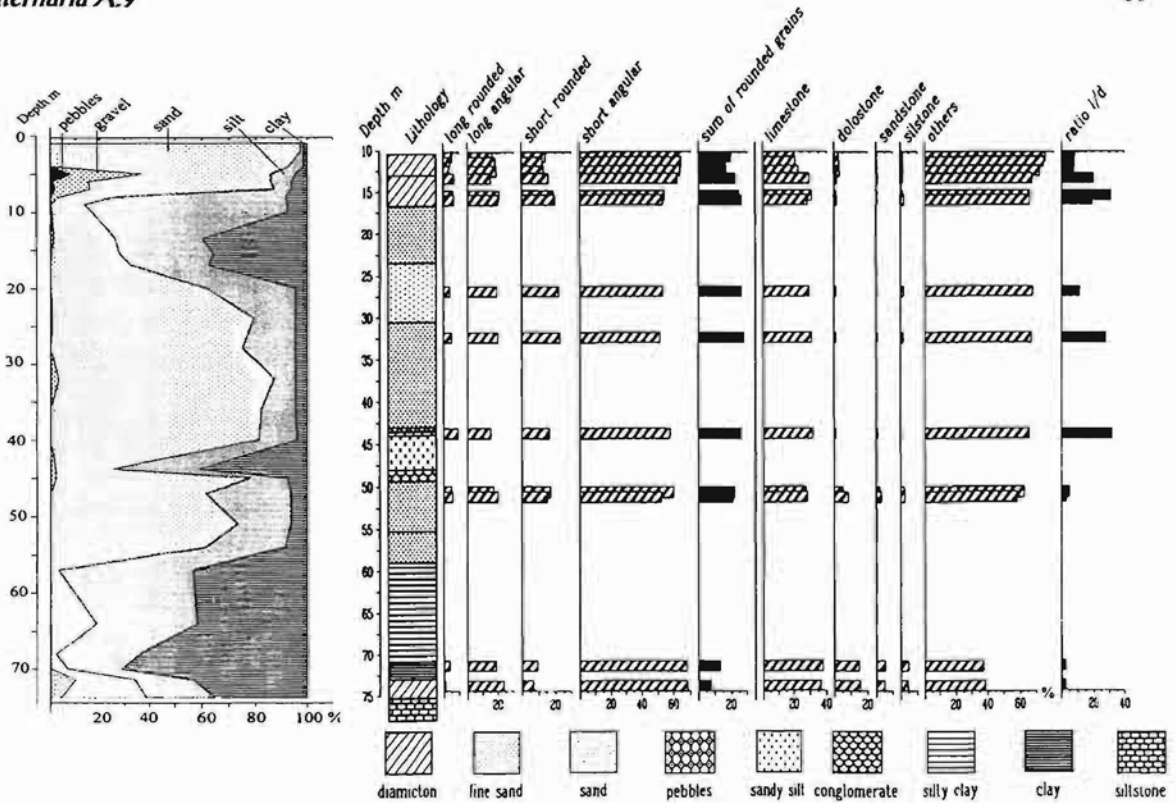 Depth m
pebbles
gravel
sand
silt
clay
0
10
20
30
40
50
60
70
20 40 60 80 100 %
Depth m
Lithology
long rounded
long angular
short rounded
short angular
sum of rounded grains
limestone
dolostone
sandstone
silstone
others
ratio l/d
10
15
20
25
30
35
40
45
50
55
60
65
70
75
20 20 20 20 40 60 20 20 40 20 20 20 20 40 60 % 20 40
diamicton fine sand sand pebbles sandy silt conglomerate silty clay clay siltstone